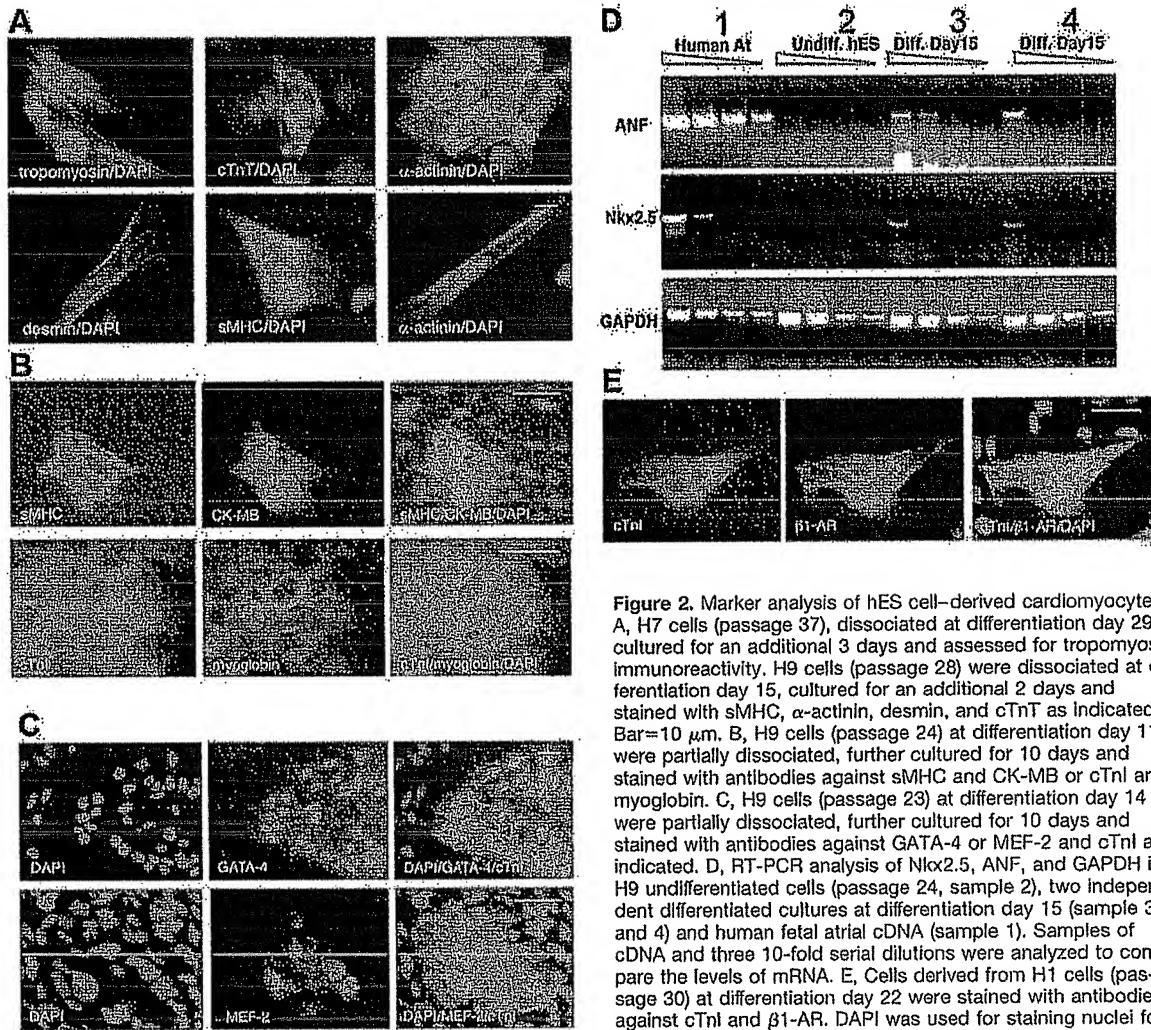 A
tropomyosin/DAPI
cTnT/DAPI
α-actinin/DAPI
desmin/DAPI
sMHC/DAPI
α-actinin/DAPI
B
sMHC
CK-MB
sMHC/CK-MB/DAPI
cTnI
myoglobin
cTnI/myoglobin/DAPI
C
DAPI
GATA-4
DAPI/GATA-4/cTnI
DAPI
MEF-2
DAPI/MEF-2/cTnI
D
1
2
3
4
Human At
Undiff. hES
Diff. Day15
Diff. Day15
ANF
Nkx2.5
GAPDH
E
cTnI
β1-AR
cTnI/β1-AR/DAPI
Figure 2. Marker analysis of hES cell–derived cardiomyocyte
A, H7 cells (passage 37), dissociated at differentiation day 29
cultured for an additional 3 days and assessed for tropomyos
immunoreactivity. H9 cells (passage 28) were dissociated at
ferentiation day 15, cultured for an additional 2 days and
stained with sMHC, α-actinin, desmin, and cTnT as indicated
Bar=10 μm. B, H9 cells (passage 24) at differentiation day 1
were partially dissociated, further cultured for 10 days and
stained with antibodies against sMHC and CK-MB or cTnI an
myoglobin. C, H9 cells (passage 23) at differentiation day 14
were partially dissociated, further cultured for 10 days and
stained with antibodies against GATA-4 or MEF-2 and cTnI a
indicated. D, RT-PCR analysis of Nkx2.5, ANF, and GAPDH i
H9 undifferentiated cells (passage 24, sample 2), two indepen-
dent differentiated cultures at differentiation day 15 (sample 3
and 4) and human fetal atrial cDNA (sample 1). Samples of
cDNA and three 10-fold serial dilutions were analyzed to com-
pare the levels of mRNA. E, Cells derived from H1 cells (pas-
sage 30) at differentiation day 22 were stained with antibodie
against cTnI and β1-AR. DAPI was used for staining nuclei fo